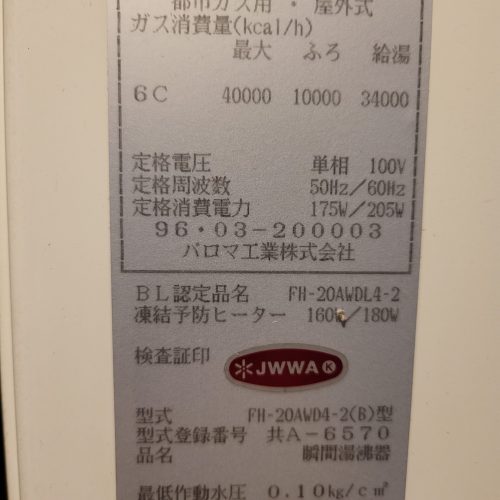 都市ガス用・屋外式
ガス消費量(kcal/h)
最大 ふろ 給湯
6C 40000 10000 34000
定格電圧 単相 100V
定格周波数 50Hz/60Hz
定格消費電力 175W/205W
96・03-200003
パロマ工業株式会社
BL認定品名 FH-20AWDL4-2
凍結予防ヒーター 160W/180W
検査証印 JWWA K
型式 FH-20AWD4-2(B)型
型式登録番号 共A-6570
品名 瞬間湯沸器
最低作動水圧 0.10kg/cm²